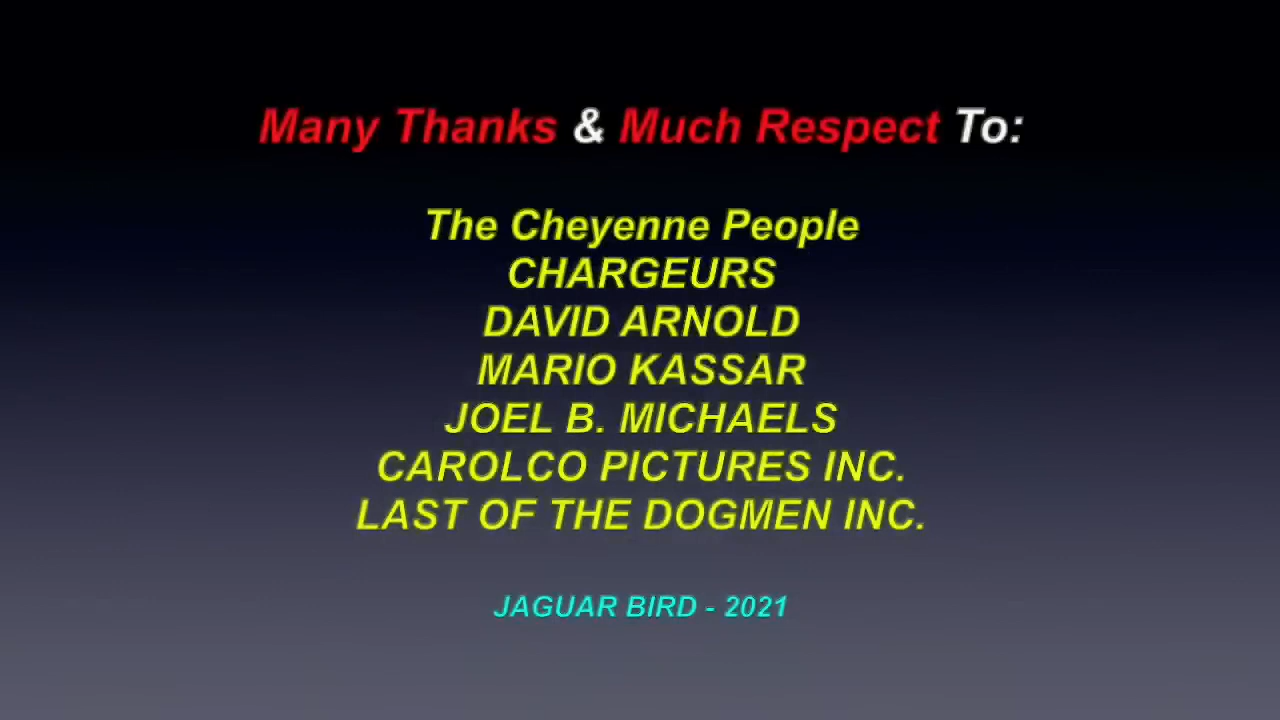 Many Thanks & Much Respect To:
The Cheyenne People
CHARGEURS
DAVID ARNOLD
MARIO KASSAR
JOEL B. MICHAELS
CAROLCO PICTURES INC.
LAST OF THE DOGMEN INC.
JAGUAR BIRD - 2021